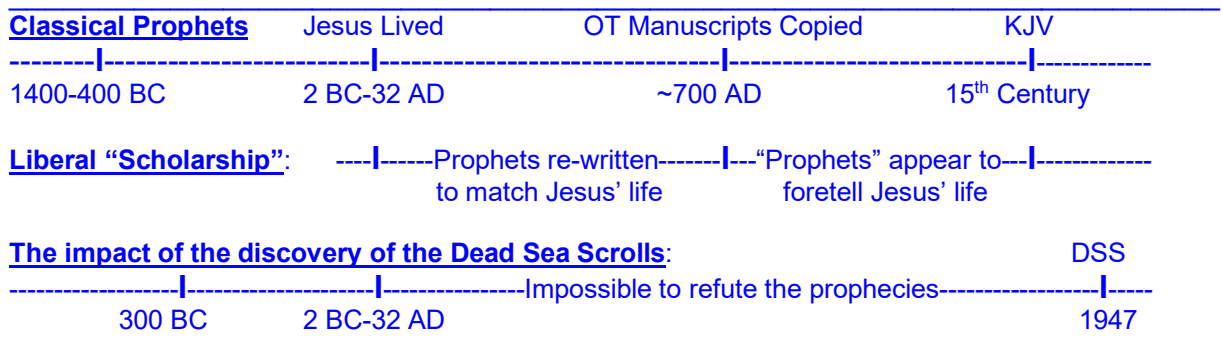 Classical Prophets Jesus Lived OT Manuscripts Copied KJV
--------I----------------------------I--------------------------------I-----------------------------I-------------
1400-400 BC 2 BC-32 AD ~700 AD 15th Century
Liberal “Scholarship”: ----I------Prophets re-written-------I---“Prophets” appear to---I-------------
to match Jesus’ life foretell Jesus’ life
The impact of the discovery of the Dead Sea Scrolls: DSS
-------------------I---------------------I----------------Impossible to refute the prophecies------------------I-----
300 BC 2 BC-32 AD 1947